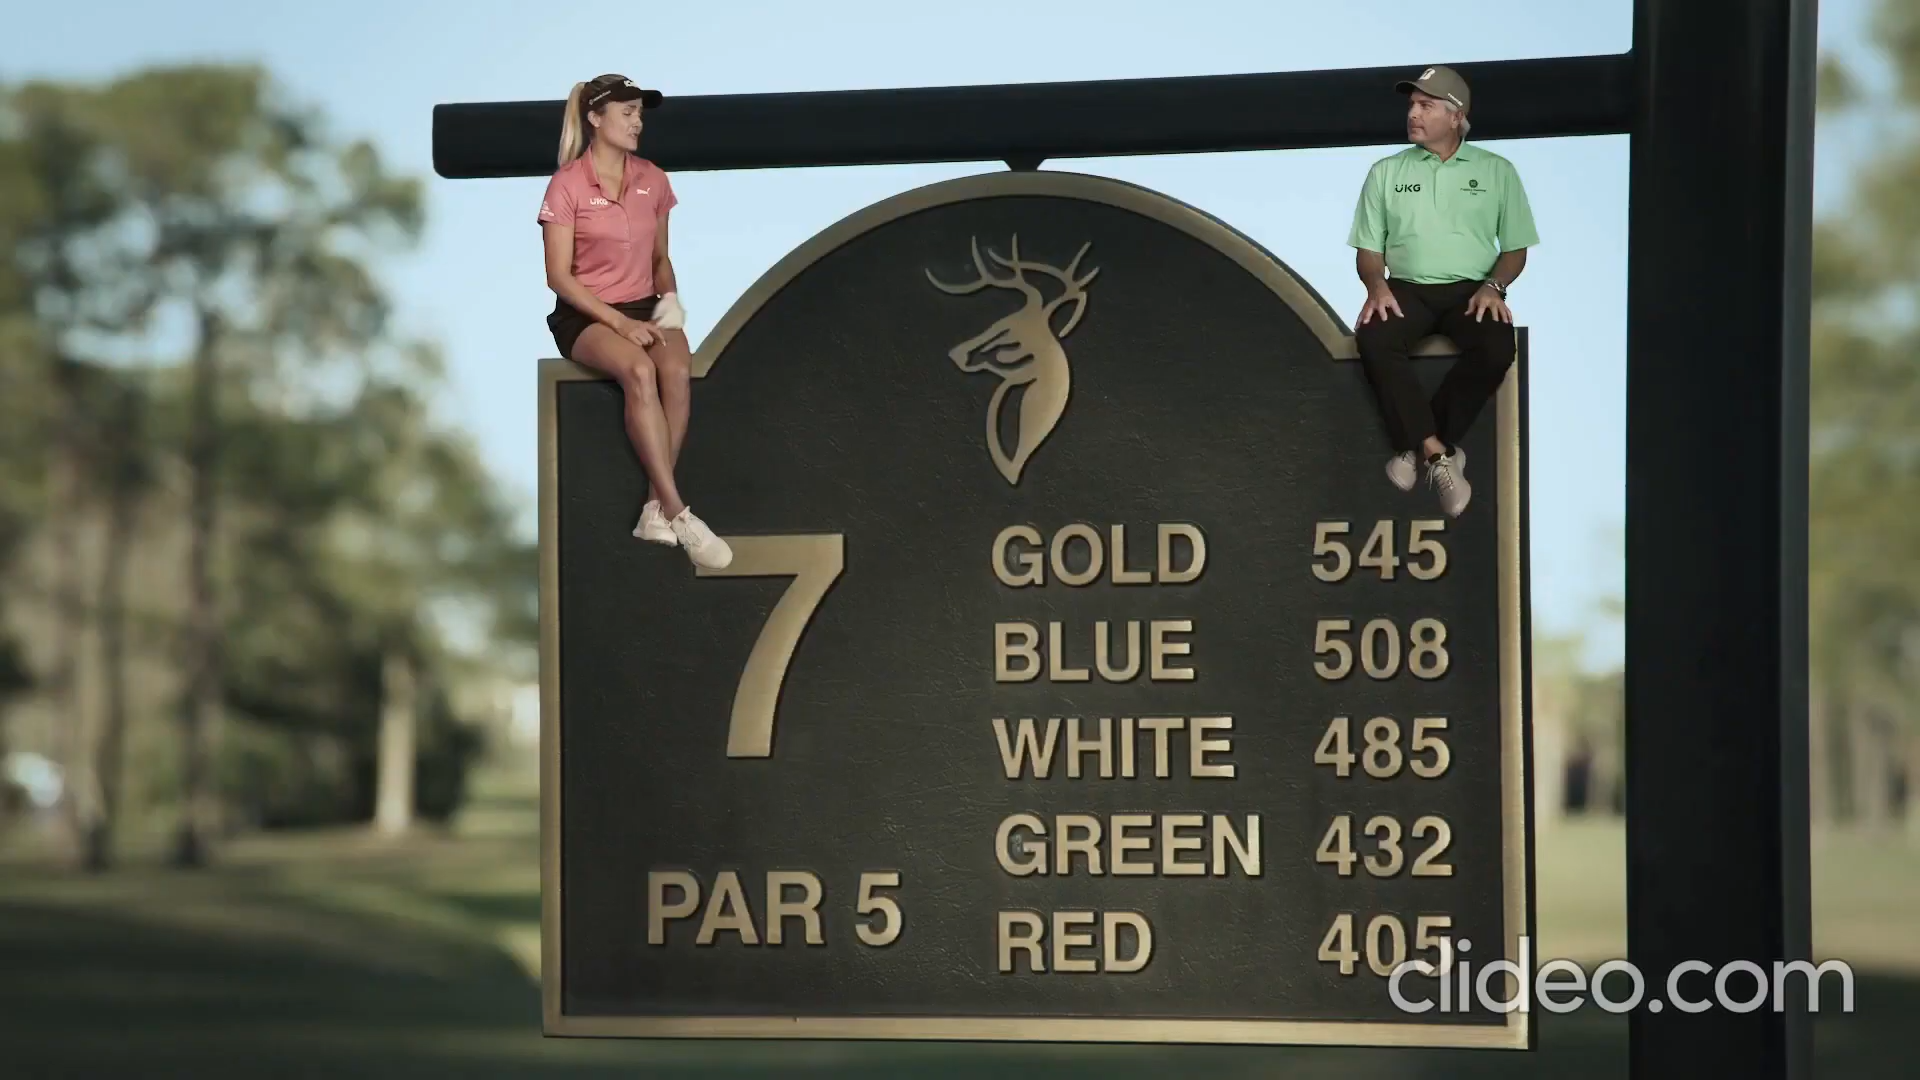 UKG
UKG
7
PAR 5
GOLD 545
BLUE 508
WHITE 485
GREEN 432
RED 405
clideo.com